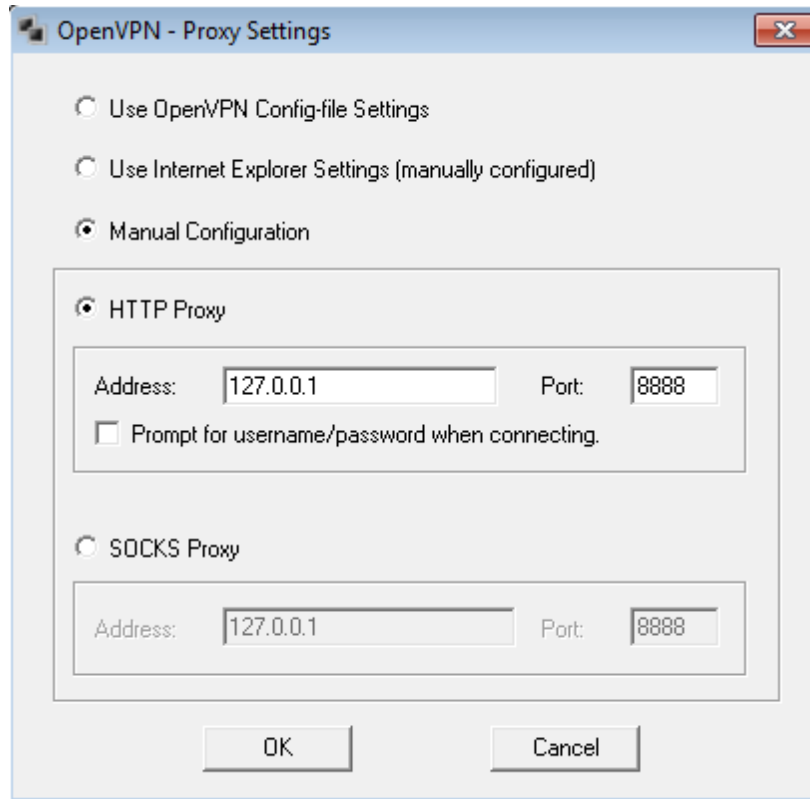 OpenVPN - Proxy Settings
Use OpenVPN Config-file Settings
Use Internet Explorer Settings (manually configured)
Manual Configuration
HTTP Proxy
Address: 127.0.0.1 Port: 8888
Prompt for username/password when connecting.
SOCKS Proxy
Address: 127.0.0.1 Port: 8888
OK Cancel